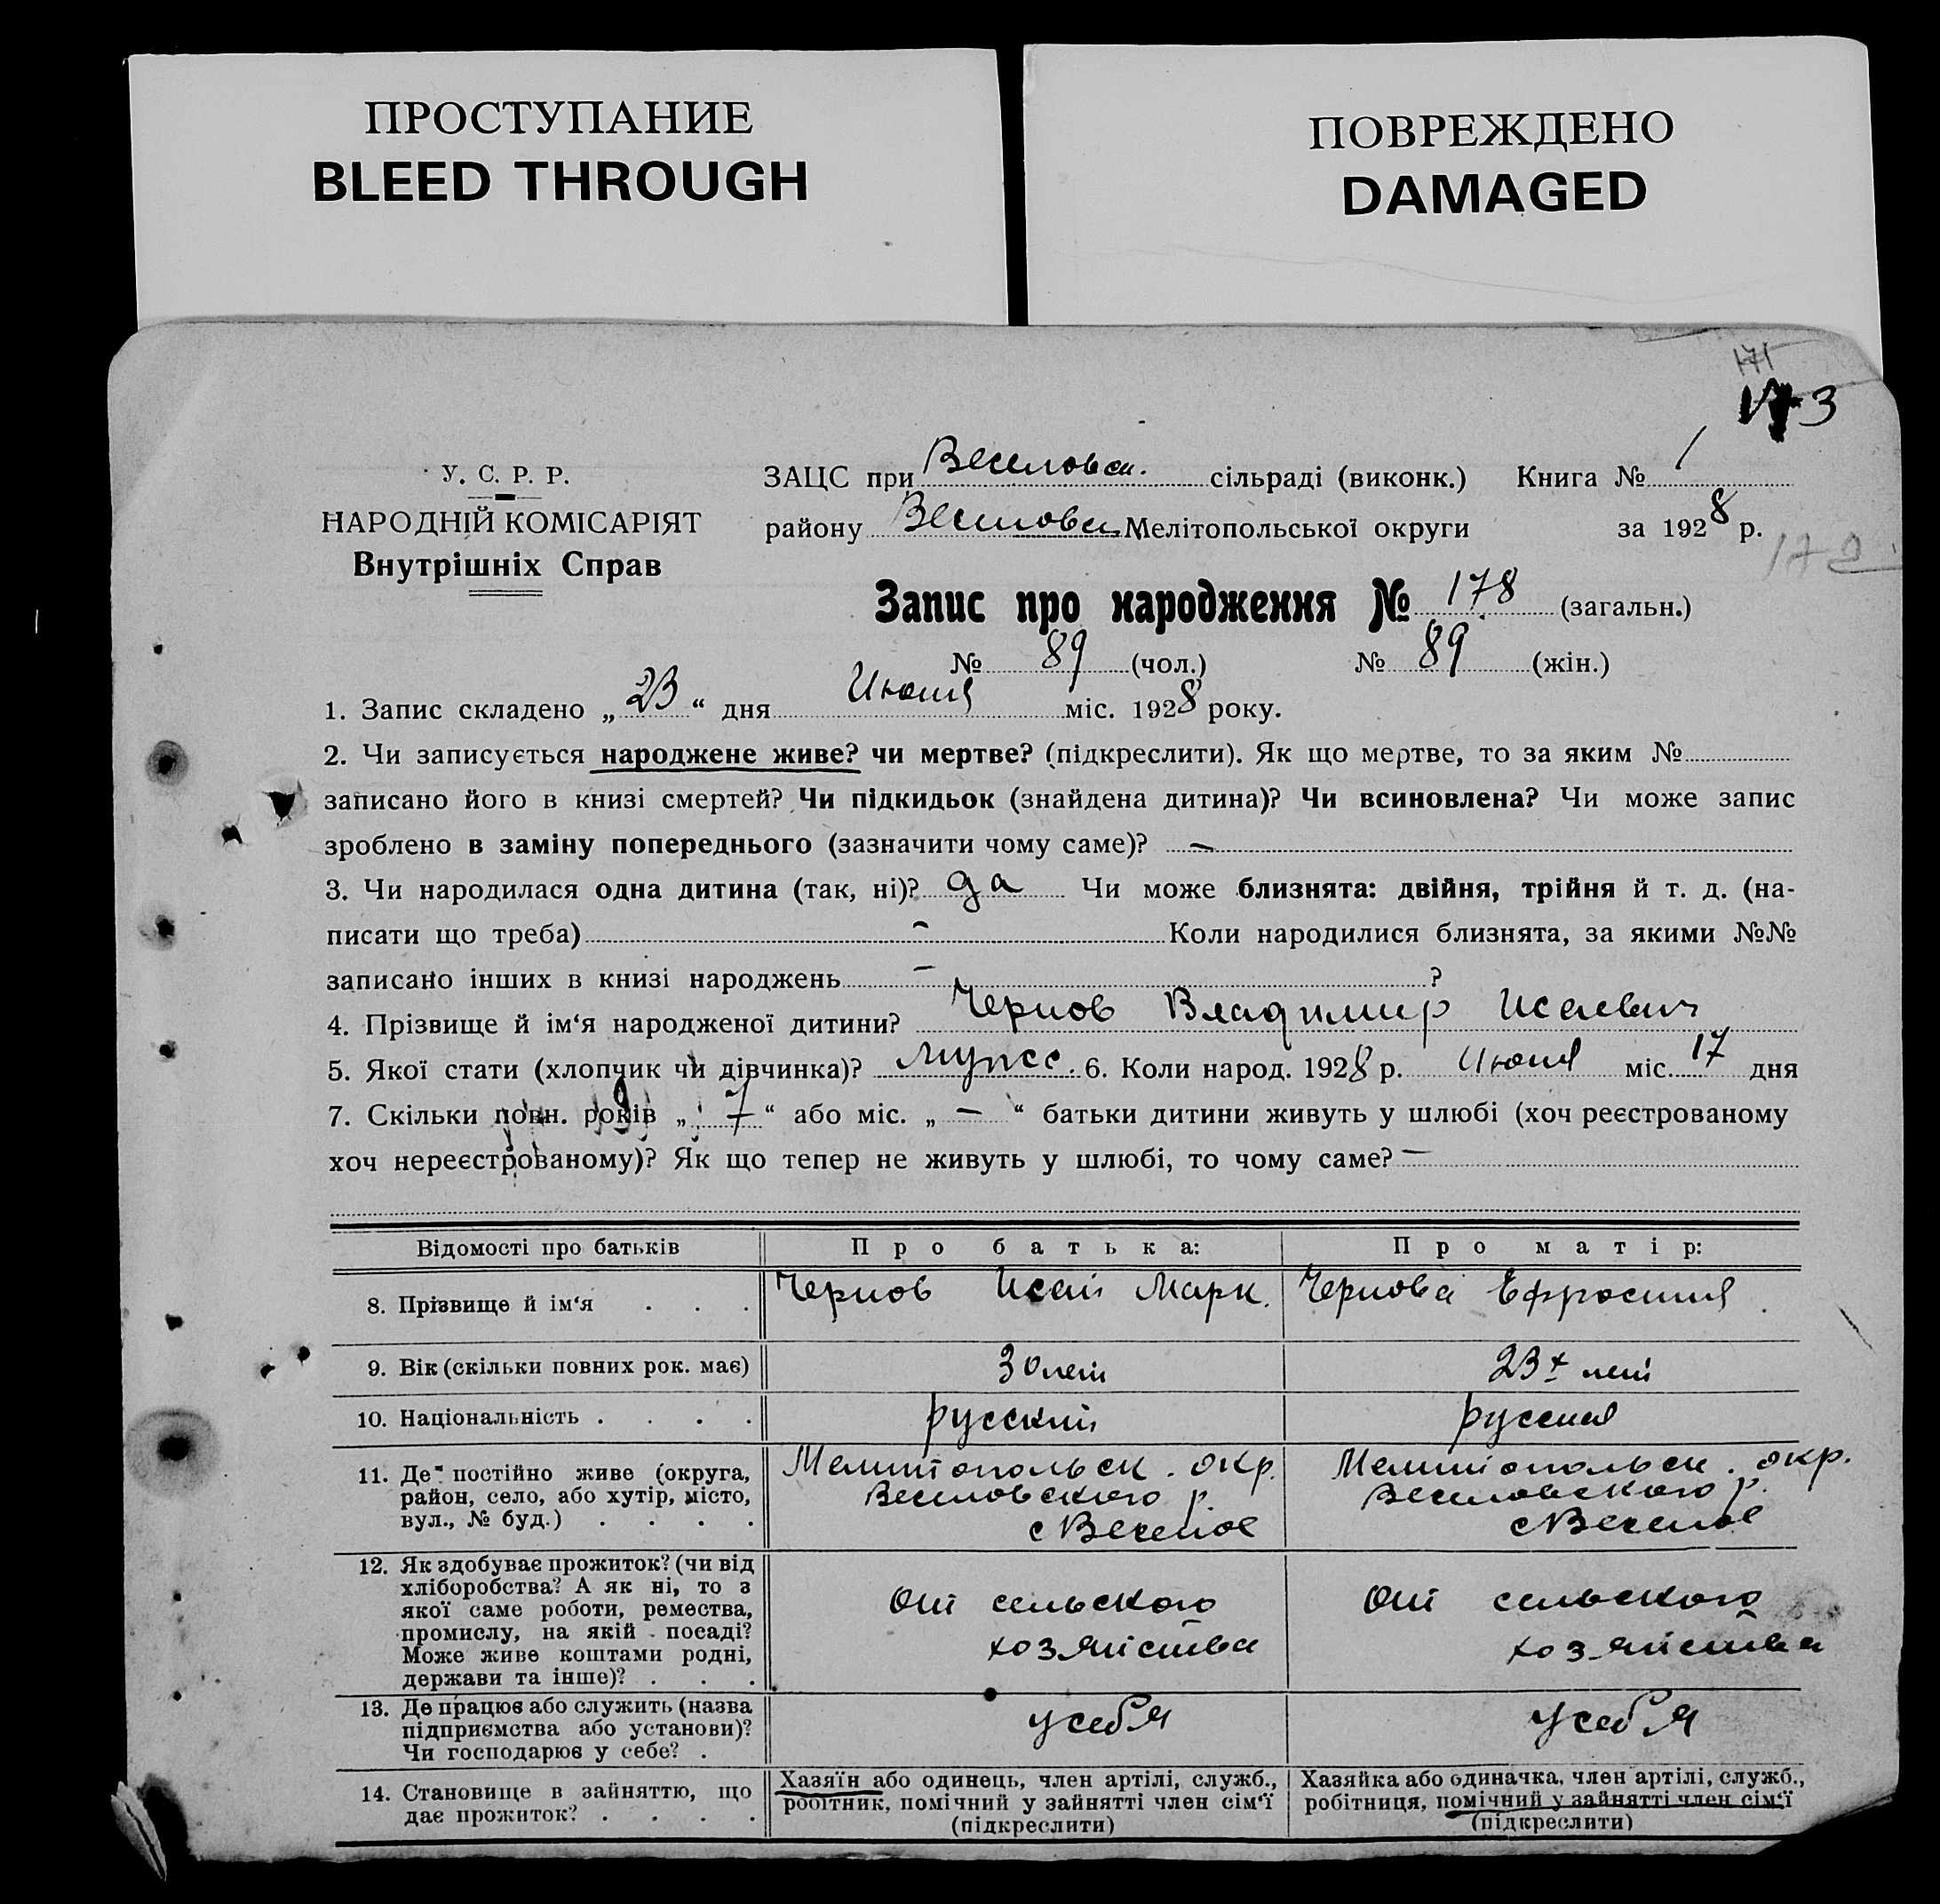 ПРОСТУПАНИЕ
BLEED THROUGH
ПОВРЕЖДЕНО
DAMAGED
171
173
У. С. Р. Р.
НАРОДНІЙ КОМІСАРІЯТ
Внутрішніх Справ
ЗАЦС при Веселовск. сільраді (виконк.) Книга № 1
району Веселовск. Мелітопольської округи за 1928 р.
172
Запис про народження № 178 (загальн.)
№ 89 (чол.) № 89 (жін.)
1. Запис складено „23“ дня Июня міс. 1928 року.
2. Чи записується народжене живе? чи мертве? (підкреслити). Як що мертве, то за яким №
записано його в книзі смертей? Чи підкидьок (знайдена дитина)? Чи всиновлена? Чи може запис
зроблено в заміну попереднього (зазначити чому саме)? —
3. Чи народилася одна дитина (так, ні)? да Чи може близнята: двійня, трійня й т. д. (на-
писати що треба) — Коли народилися близнята, за якими №№
записано інших в книзі народжень — ?
4. Прізвище й ім‘я народженої дитини? Чернов Владимир Исаевич
5. Якої стати (хлопчик чи дівчинка)? мужск. 6. Коли народ. 1928 р. Июня міс. 17 дня
7. Скільки повн. років „7“ або міс. „—“ батьки дитини живуть у шлюбі (хоч реєстрованому
хоч нереєстрованому)? Як що тепер не живуть у шлюбі, то чому саме? —
Відомості про батьків Про батька: Про матір:
8. Прізвище й ім‘я . . . Чернов Исай Марк. Чернова Ефросиния
9. Вік (скільки повних рок. має) 30 лет 23х лет
10. Національність . . . . русский русская
11. Де постійно живе (округа,
район, село, або хутір, місто,
вул., № буд.) . . . .
Мелитопольск. окр.
Веселовского р.
с Веселое
Мелитопольск. окр.
Веселовского р.
с Веселое
12. Як здобуває прожиток? (чи від
хліборобства? А як ні, то з
якої саме роботи, ремества,
промислу, на якій посаді?
Може живе коштами родні,
держави та інше)? . . .
От сельского
хозяйства
От сельского
хозяйства
13. Де працює або служить (назва
підприємства або установи)?
Чи господарює у себе? .
у себя
у себя
14. Становище в зайняттю, що
дає прожиток? . . . .
Хазяїн або одинець, член артілі, служб.,
робітник, помічний у зайнятті член сім‘ї
(підкреслити)
Хазяйка або одиначка, член артілі, служб.,
робітниця, помічний у зайнятті член сім‘ї
(підкреслити)